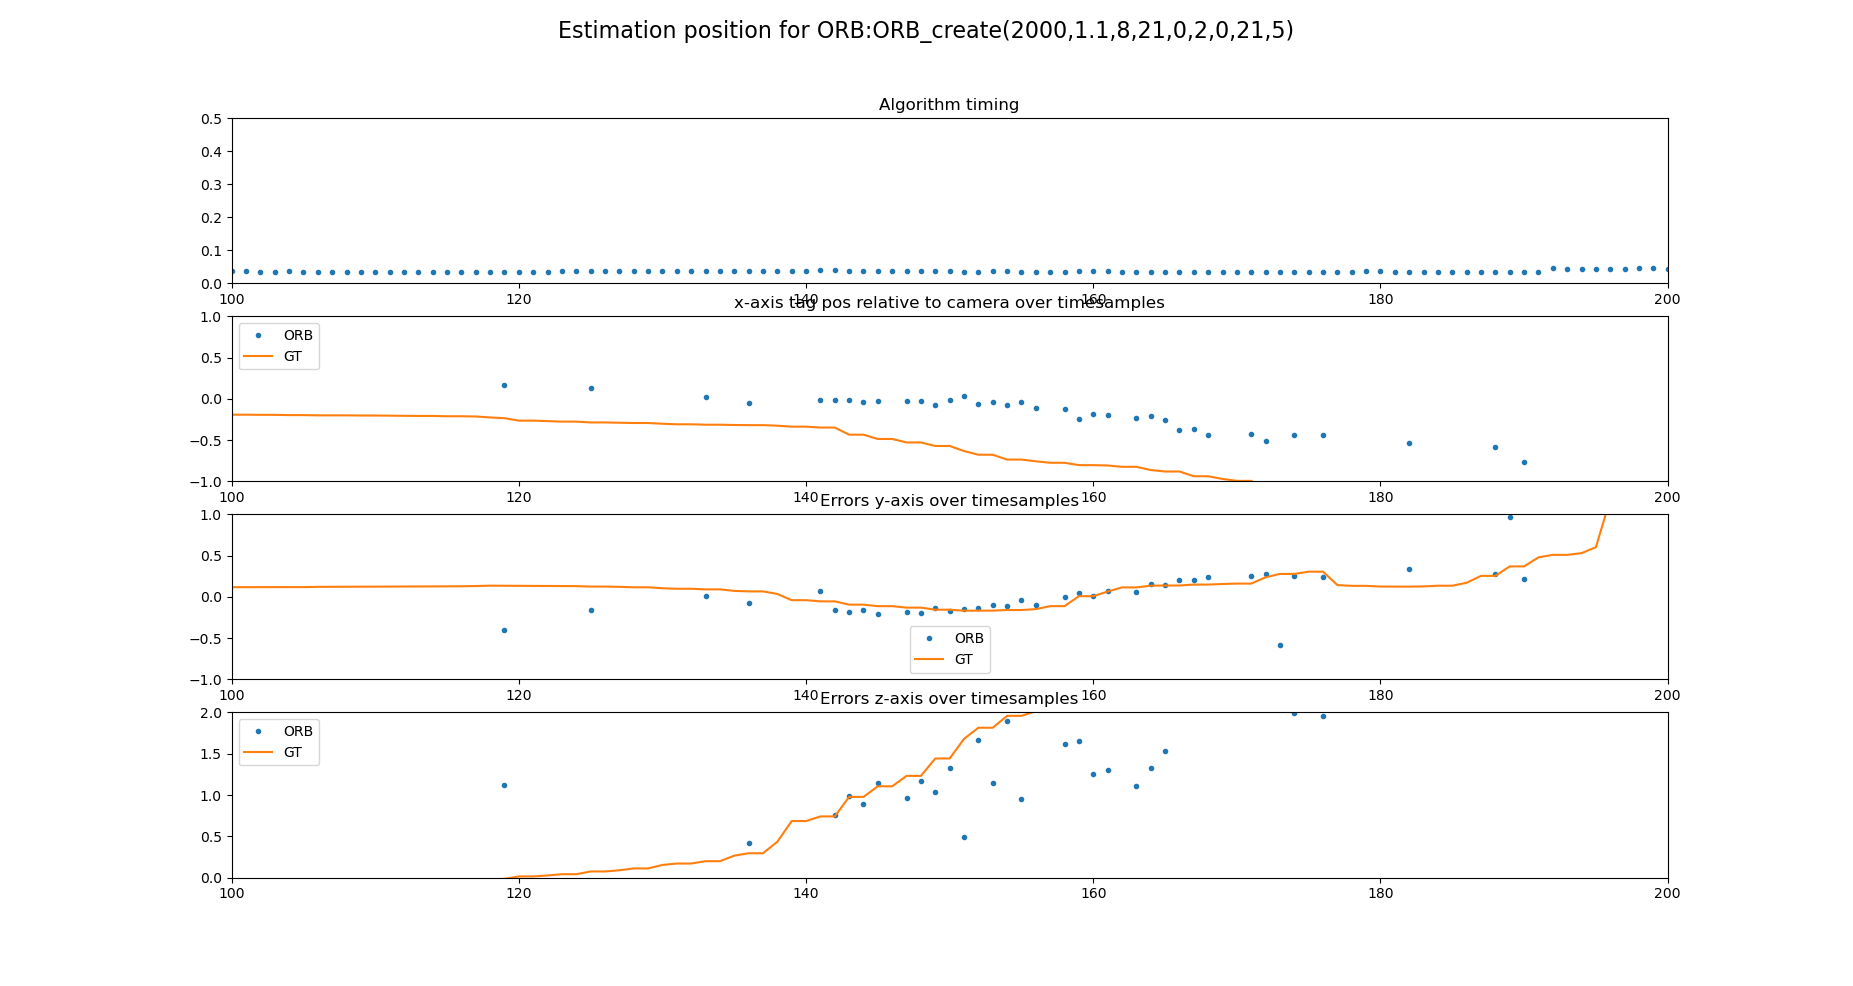 Estimation position for ORB:ORB_create(2000,1.1,8,21,0,2,0,21,5)
Algorithm timing
0.5
0.4
0.3
0.2
0.1
0.0
100 120 140 160 180 200
x-axis tag pos relative to camera over timesamples
1.0
0.5
0.0
−0.5
−1.0
ORB
GT
100 120 140 160 180 200
Errors y-axis over timesamples
1.0
0.5
0.0
−0.5
−1.0
ORB
GT
100 120 140 160 180 200
Errors z-axis over timesamples
2.0
1.5
1.0
0.5
0.0
ORB
GT
100 120 140 160 180 200